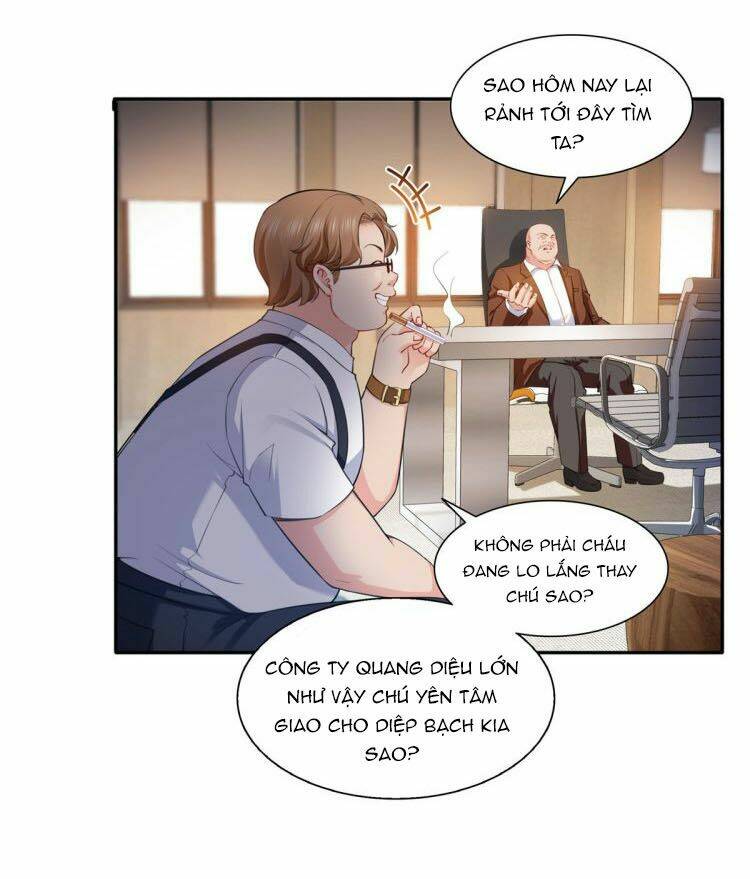 SAO HÔM NAY LẠI
RẢNH TỚI ĐÂY TÌM
TA?
KHÔNG PHẢI CHÁU
ĐANG LO LẮNG THAY
CHÚ SAO?
CÔNG TY QUANG DIỆU LỚN
NHƯ VẬY CHÚ YÊN TÂM
GIAO CHO DIỆP BẠCH KIA
SAO?